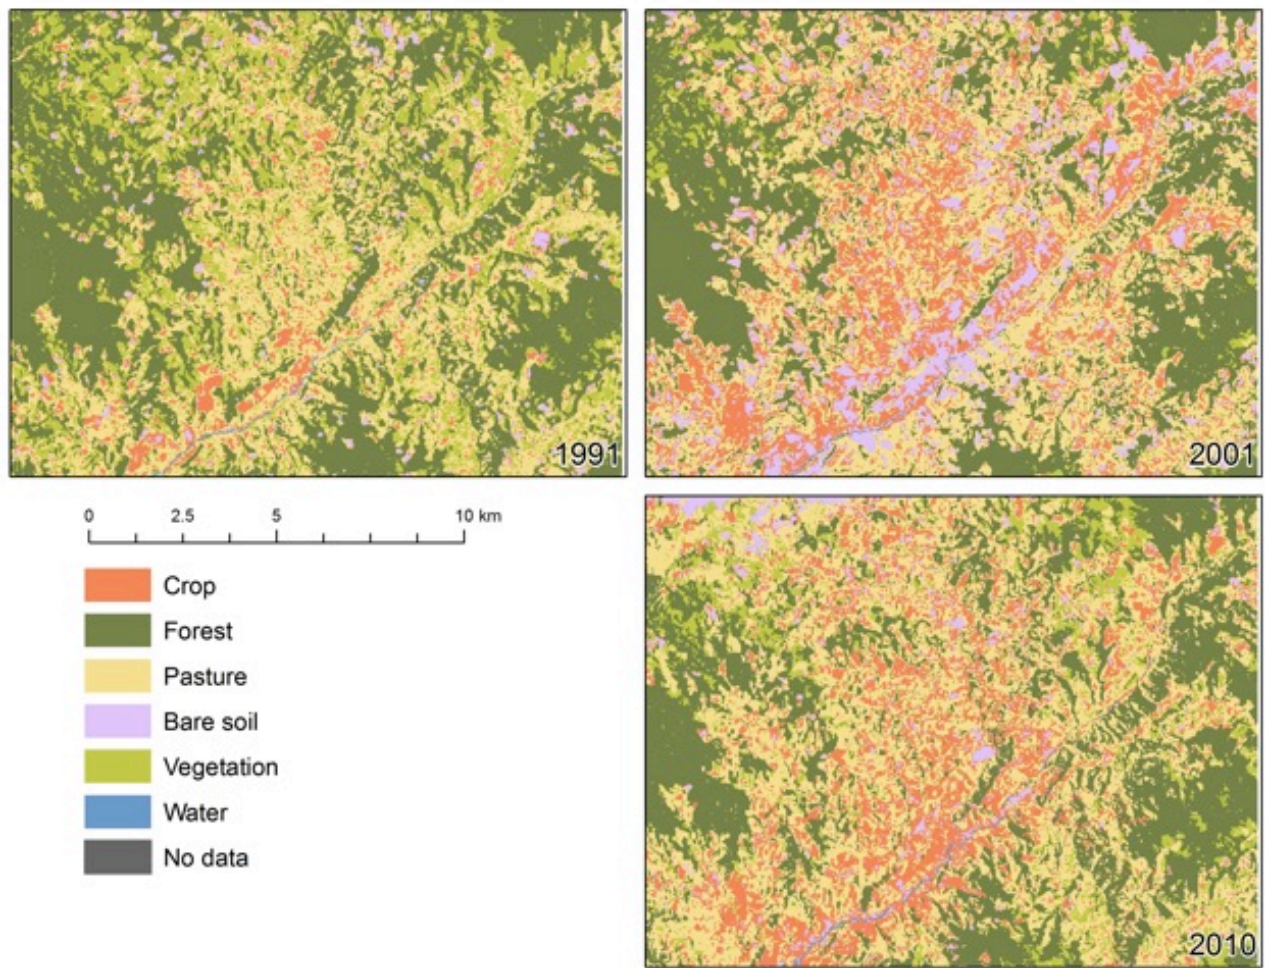 1991
2001
0 2.5 5 10 km
Crop
Forest
Pasture
Bare soil
Vegetation
Water
No data
2010